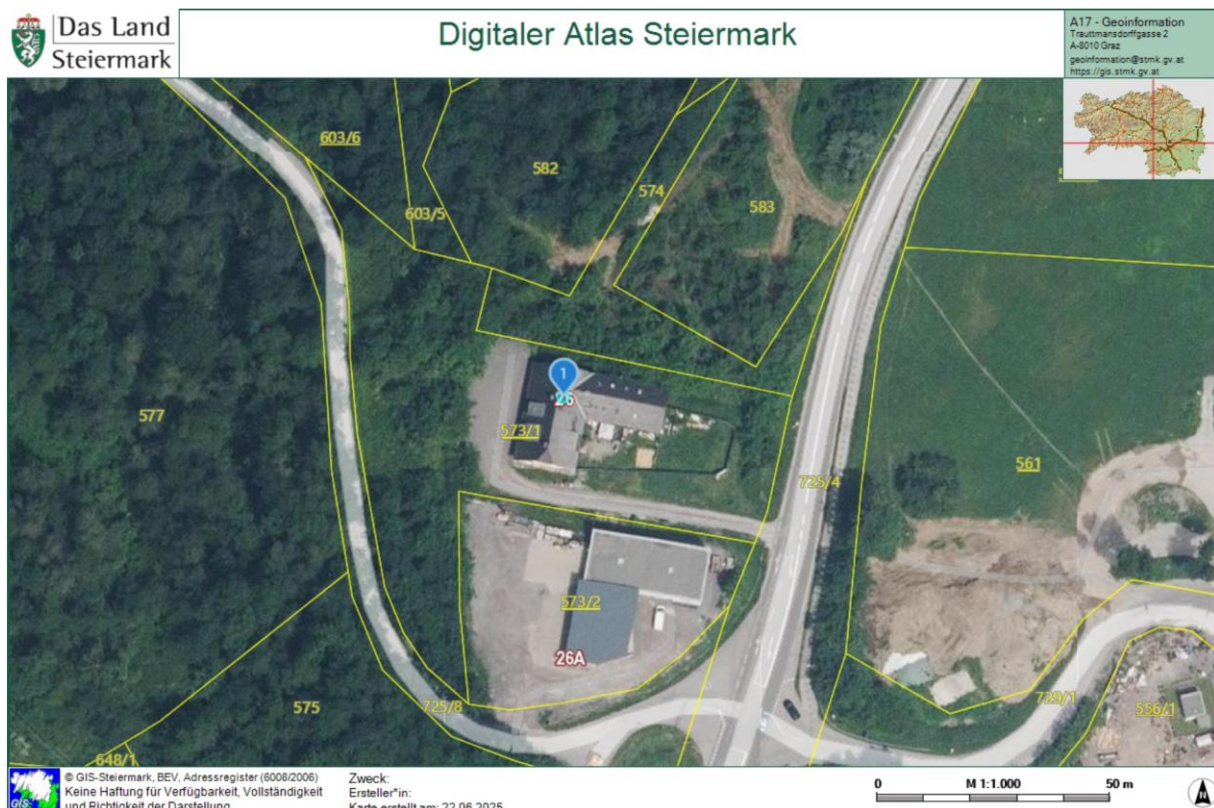 Das Land
Steiermark
Digitaler Atlas Steiermark
A17 - Geoinformation
Trauttmansdorffgasse 2
A-8010 Graz
geoinformation@stmk.gv.at
https://gis.stmk.gv.at
603/6
582
574
603/5
583
1
26
577
573/1
561
725/4
573/2
26A
575
725/8
729/1
556/1
648/1
© GIS-Steiermark, BEV, Adressregister (6008/2006)
Keine Haftung für Verfügbarkeit, Vollständigkeit
und Richtigkeit der Darstellung
Zweck:
Ersteller*in:
Karte erstellt am: 22.06.2025
0 M 1:1.000 50 m
GIS
N